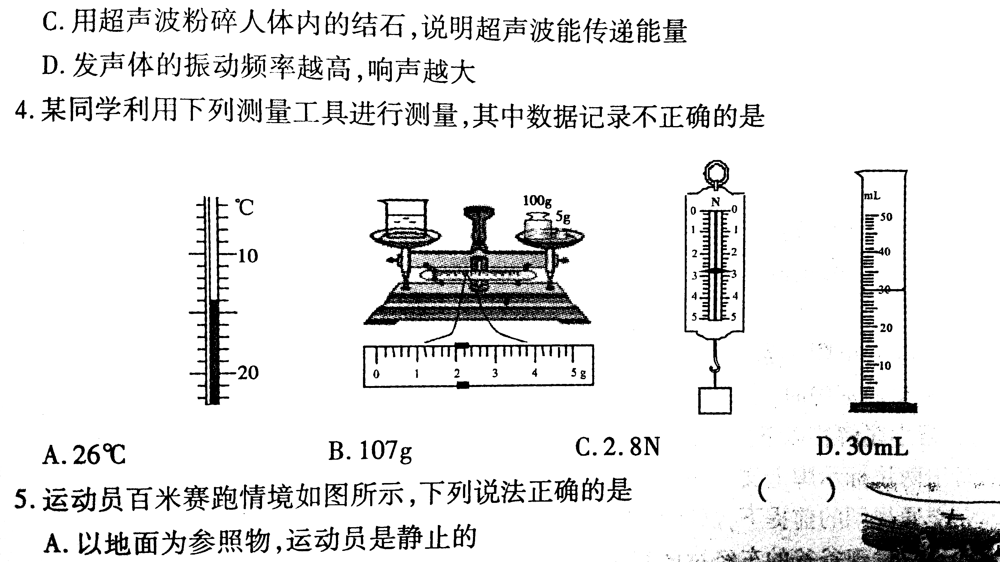 C. 用超声波粉碎人体内的结石,说明超声波能传递能量
D. 发声体的振动频率越高,响声越大
4. 某同学利用下列测量工具进行测量,其中数据记录不正确的是
℃
10
20
100g
5g
0 1 2 3 4 5 g
N
0 0
1 1
2 2
3 3
4 4
5 5
mL
50
40
30
20
10
A. 26℃ B. 107g C. 2.8N D. 30mL
5. 运动员百米赛跑情境如图所示,下列说法正确的是 ( )
A. 以地面为参照物,运动员是静止的